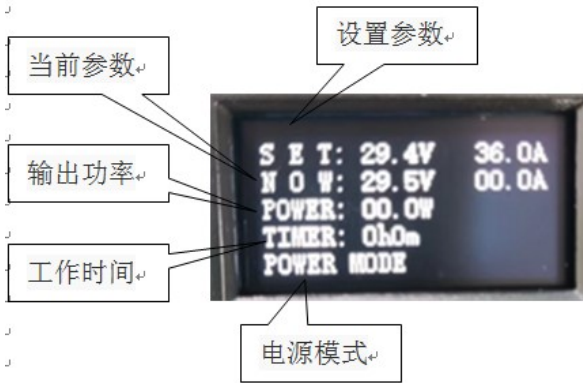 设置参数
当前参数
S E T: 29.4V 36.0A
N O W: 29.5V 00.0A
输出功率
POWER: 00.0W
TIMER: 0h0m
工作时间
POWER MODE
电源模式